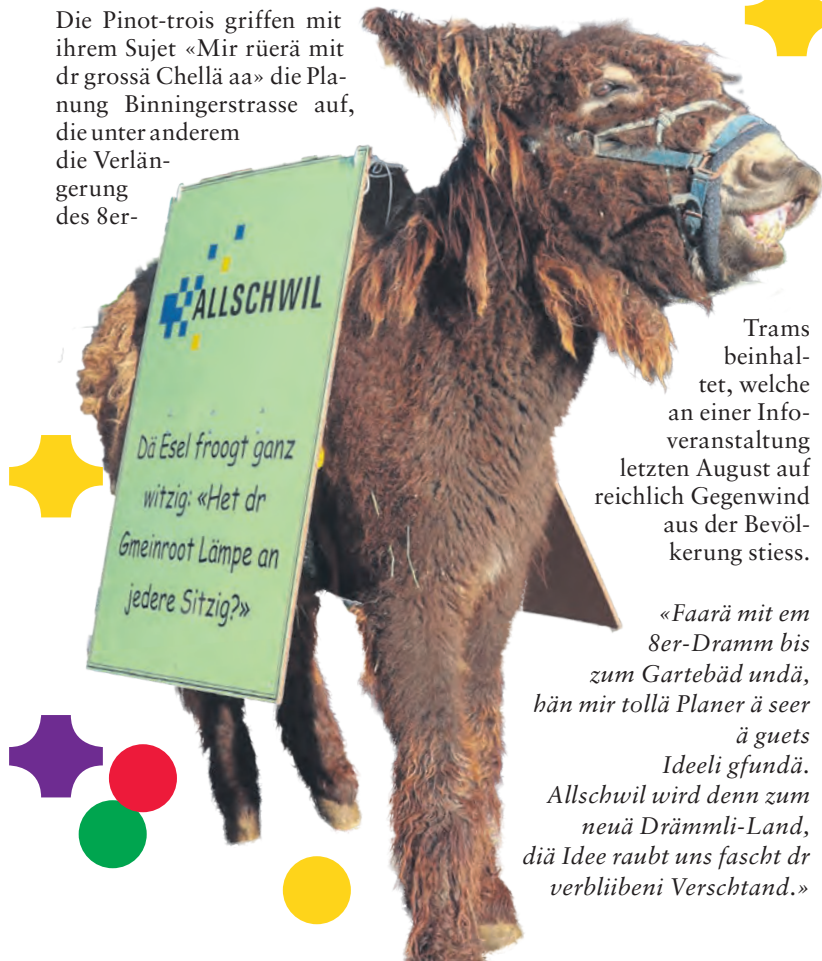 Die Pinot-trois griffen mit
ihrem Sujet «Mir rüerä mit
dr grossä Chellä aa» die Pla-
nung Binningerstrasse auf,
die unter anderem
die Verlän-
gerung
des 8er-
Trams
beinhal-
tet, welche
an einer Info-
veranstaltung
letzten August auf
reichlich Gegenwind
aus der Bevöl-
kerung stiess.
«Faarä mit em
8er-Dramm bis
zum Gartebäd undä,
hän mir tollä Planer ä seer
ä guets
Ideeli gfundä.
Allschwil wird denn zum
neuä Drämmli-Land,
diä Idee raubt uns fascht dr
verbliibeni Verschtand.»
ALLSCHWIL
Dä Esel froogt ganz
witzig: «Het dr
Gmeinroot Lämpe an
jedere Sitzig?»